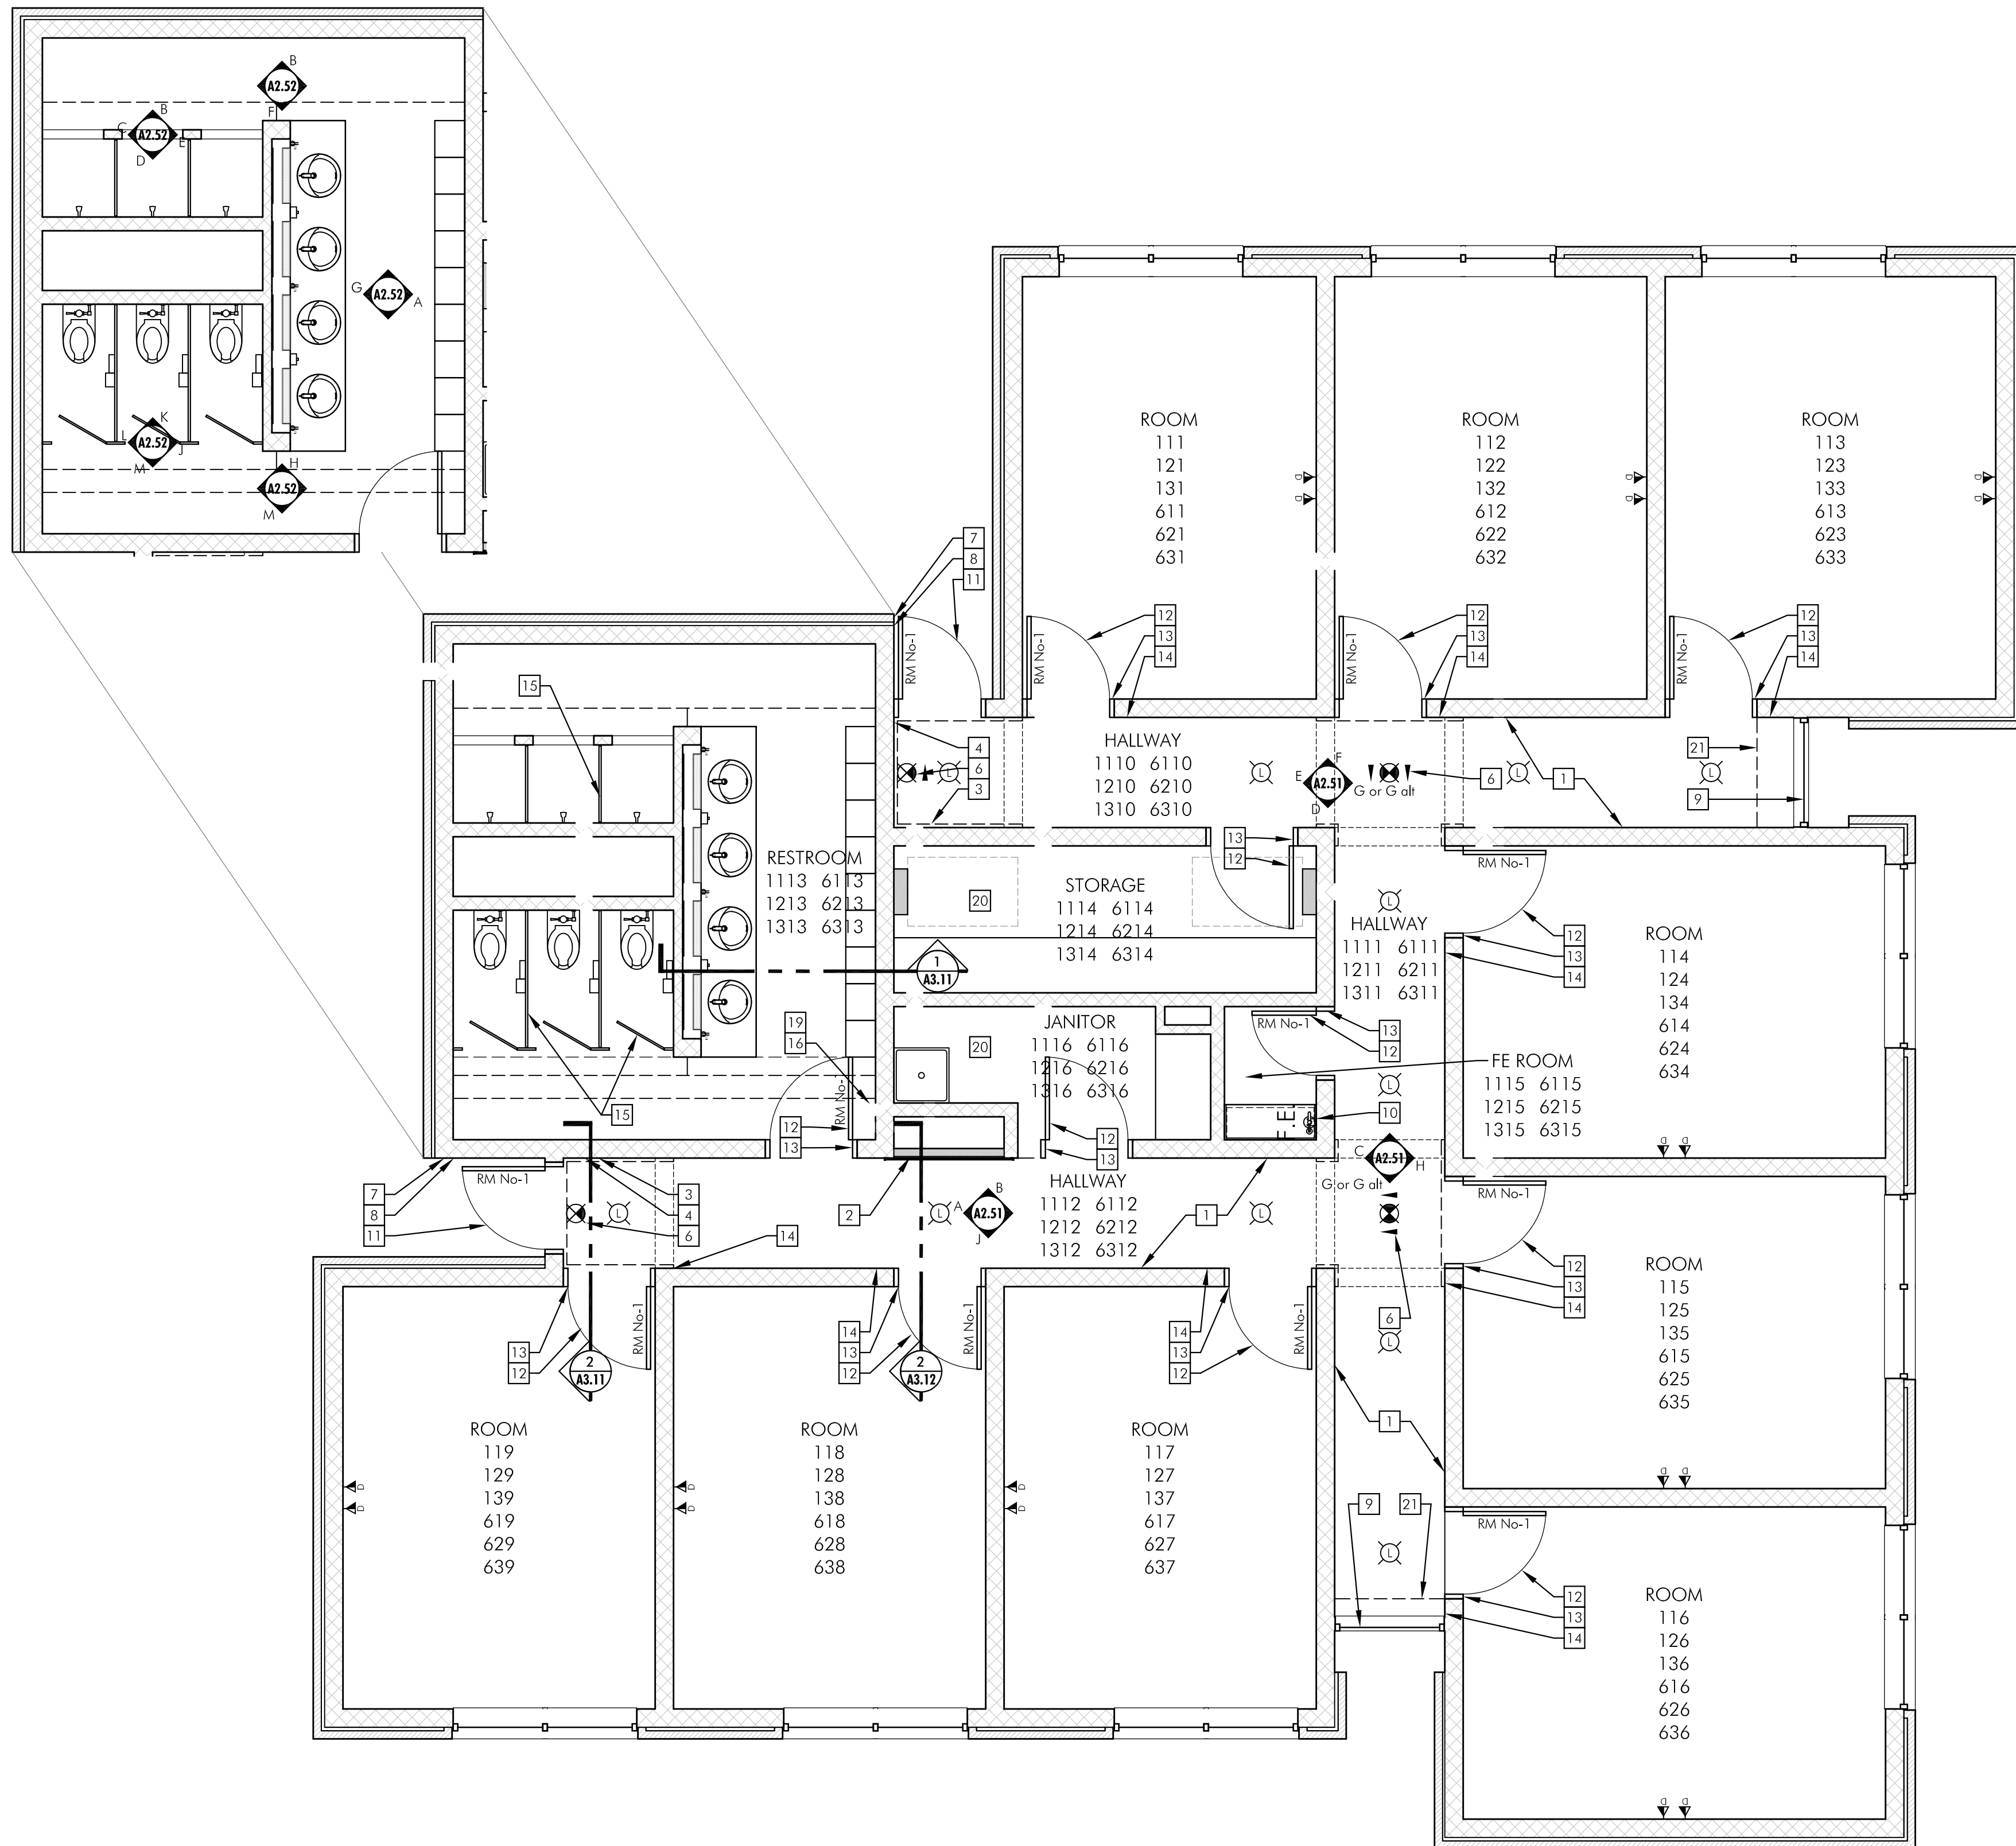 B
A2.52
F
B
C
A2.52
E
D
G
A2.52
A
K
L
A2.52
J
M
H
A2.52
M
ROOM
111
121
131
611
621
631
D
D
ROOM
112
122
132
612
622
632
D
D
ROOM
113
123
133
613
623
633
D
D
7
8
11
RM No-1
RM No-1
12
13
14
RM No-1
12
13
14
RM No-1
12
13
14
15
4
6
3
L
HALLWAY
1110 6110
1210 6210
1310 6310
L
F
E
A2.51
D
G or G alt
6
L
1
21
L
9
RESTROOM
1113 6113
1213 6213
1313 6313
20
STORAGE
1114 6114
1214 6214
1314 6314
13
12
1
A3.11
L
HALLWAY
1111 6111
1211 6211
1311 6311
RM No-1
12
13
14
ROOM
114
124
134
614
624
634
D
D
19
16
20
JANITOR
1116 6116
1216 6216
1316 6316
RM No-1
13
12
L
FE ROOM
1115 6115
1215 6215
1315 6315
F.E.
10
15
RM No-1
12
13
12
13
7
8
11
RM No-1
L
3
4
6
14
2
L
A
B
A2.51
J
HALLWAY
1112 6112
1212 6212
1312 6312
1
L
C
A2.51
H
G or G alt
6
L
RM No-1
12
13
14
ROOM
115
125
135
615
625
635
D
D
13
12
2
A3.11
RM No-1
14
13
12
2
A3.12
RM No-1
14
13
12
RM No-1
1
ROOM
119
129
139
619
629
639
D
D
ROOM
118
128
138
618
628
638
D
D
ROOM
117
127
137
617
627
637
D
D
9
21
L
RM No-1
12
13
14
ROOM
116
126
136
616
626
636
D
D